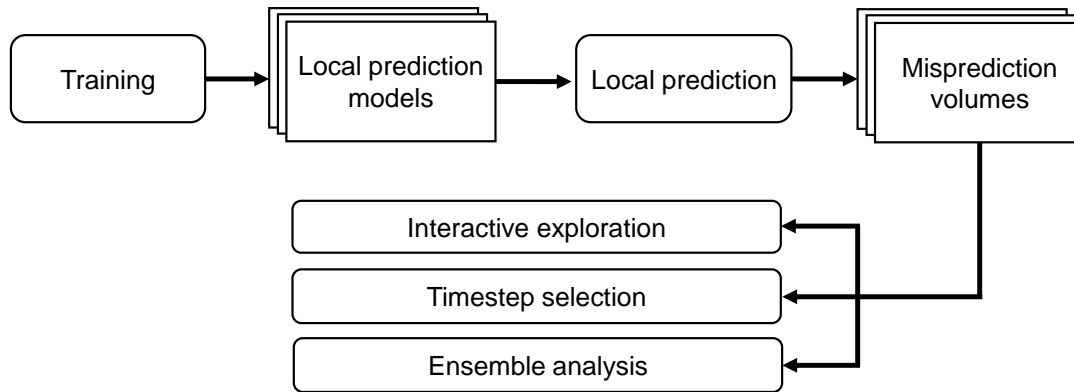 Training
Local prediction
models
Local prediction
Misprediction
volumes
Interactive exploration
Timestep selection
Ensemble analysis